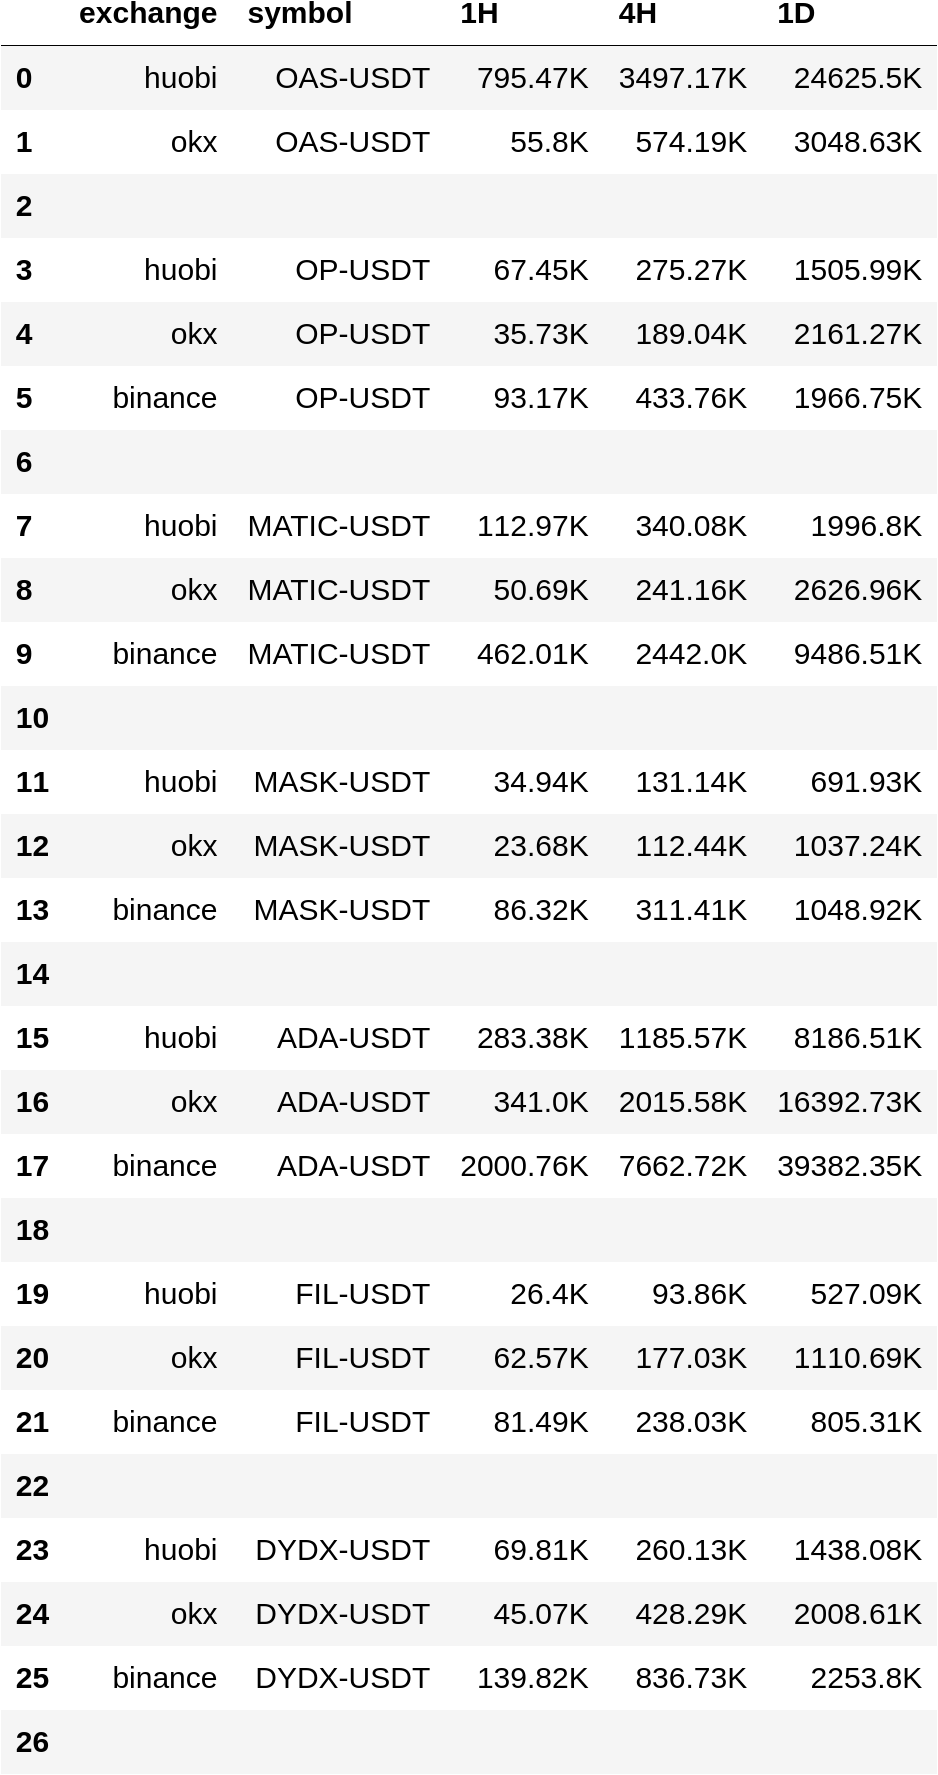 exchange symbol 1H 4H 1D
0 huobi OAS-USDT 795.47K 3497.17K 24625.5K
1 okx OAS-USDT 55.8K 574.19K 3048.63K
2
3 huobi OP-USDT 67.45K 275.27K 1505.99K
4 okx OP-USDT 35.73K 189.04K 2161.27K
5 binance OP-USDT 93.17K 433.76K 1966.75K
6
7 huobi MATIC-USDT 112.97K 340.08K 1996.8K
8 okx MATIC-USDT 50.69K 241.16K 2626.96K
9 binance MATIC-USDT 462.01K 2442.0K 9486.51K
10
11 huobi MASK-USDT 34.94K 131.14K 691.93K
12 okx MASK-USDT 23.68K 112.44K 1037.24K
13 binance MASK-USDT 86.32K 311.41K 1048.92K
14
15 huobi ADA-USDT 283.38K 1185.57K 8186.51K
16 okx ADA-USDT 341.0K 2015.58K 16392.73K
17 binance ADA-USDT 2000.76K 7662.72K 39382.35K
18
19 huobi FIL-USDT 26.4K 93.86K 527.09K
20 okx FIL-USDT 62.57K 177.03K 1110.69K
21 binance FIL-USDT 81.49K 238.03K 805.31K
22
23 huobi DYDX-USDT 69.81K 260.13K 1438.08K
24 okx DYDX-USDT 45.07K 428.29K 2008.61K
25 binance DYDX-USDT 139.82K 836.73K 2253.8K
26